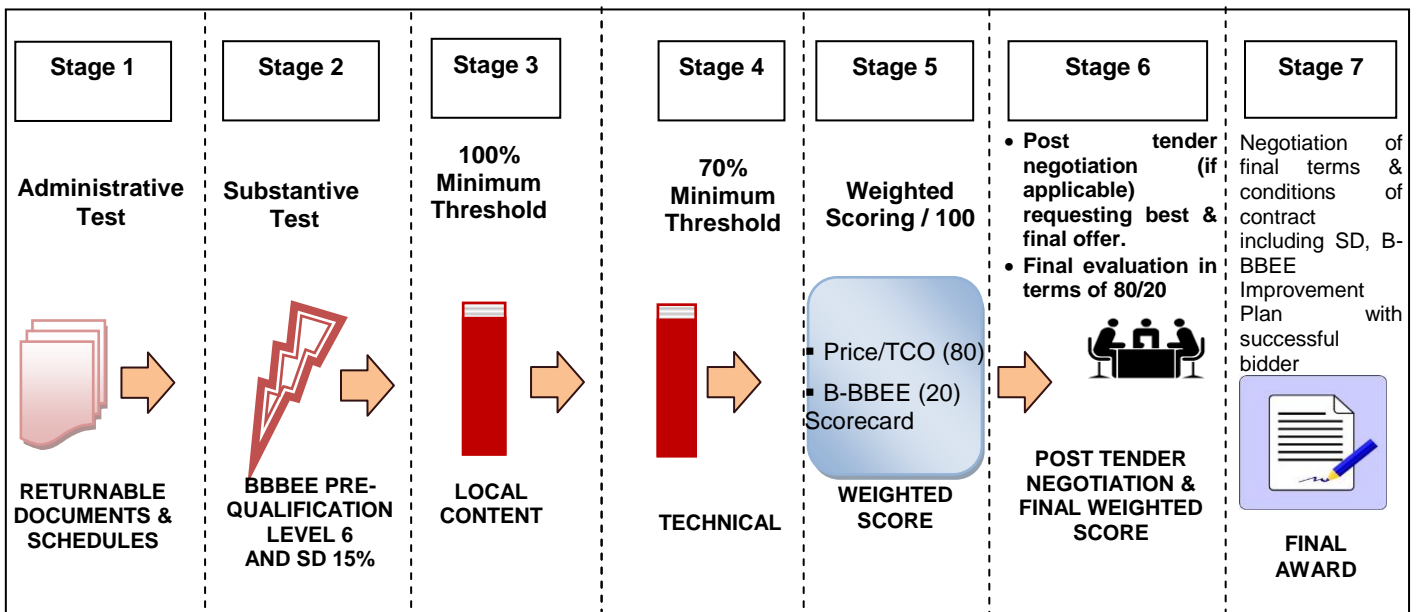 Stage 1
Administrative
Test
RETURNABLE
DOCUMENTS &
SCHEDULES
Stage 2
Substantive
Test
BBBEE PRE-
QUALIFICATION
LEVEL 6
AND SD 15%
Stage 3
100%
Minimum
Threshold
LOCAL
CONTENT
Stage 4
70%
Minimum
Threshold
TECHNICAL
Stage 5
Weighted
Scoring / 100
▪ Price/TCO (80)
▪ B-BBEE (20)
Scorecard
WEIGHTED
SCORE
Stage 6
• Post tender
negotiation (if
applicable)
requesting best &
final offer.
• Final evaluation in
terms of 80/20
POST TENDER
NEGOTIATION &
FINAL WEIGHTED
SCORE
Stage 7
Negotiation of
final terms &
conditions of
contract
including SD, B-
BBEE
Improvement
Plan with
successful
bidder
FINAL
AWARD